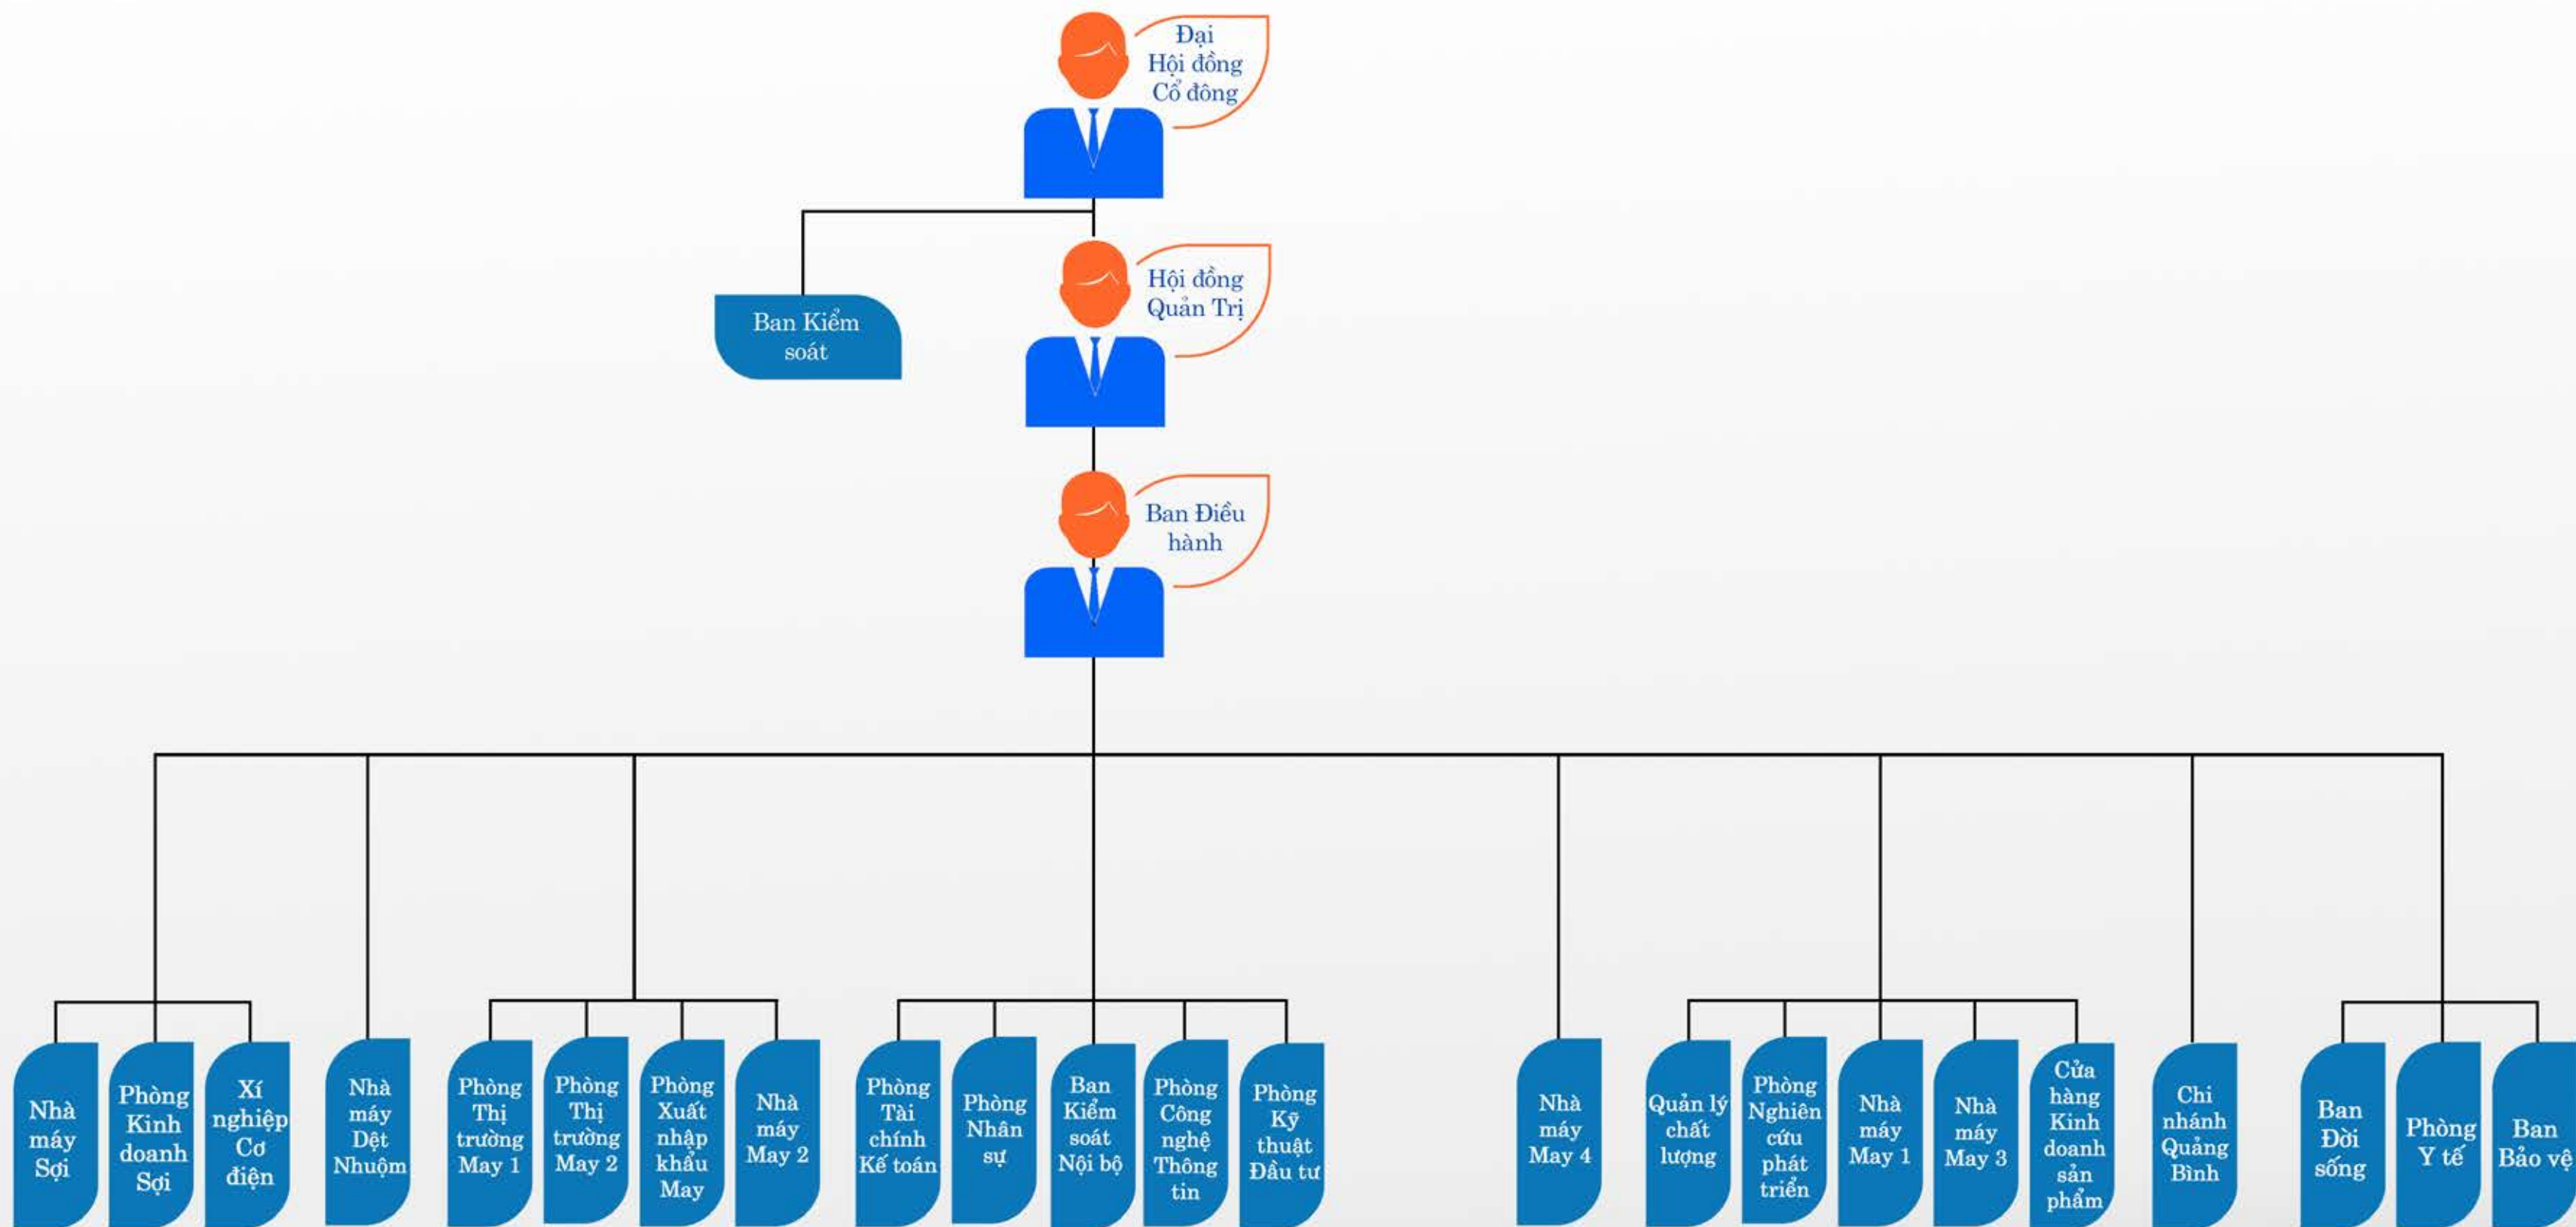 Đại
Hội đồng
Cổ đông
Hội đồng
Quản Trị
Ban Kiểm
soát
Ban Điều
hành
Nhà
máy
Sợi
Phòng
Kinh
doanh
Sợi
Xí
nghiệp
Cơ
điện
Nhà
máy
Dệt
Nhuộm
Phòng
Thị
trường
May 1
Phòng
Thị
trường
May 2
Phòng
Xuất
nhập
khẩu
May
Nhà
máy
May 2
Phòng
Tài
chính
Kế toán
Phòng
Nhân
sự
Ban
Kiểm
soát
Nội bộ
Phòng
Công
nghệ
Thông
tin
Phòng
Kỹ
thuật
Đầu tư
Nhà
máy
May 4
Quản lý
chất
lượng
Phòng
Nghiên
cứu
phát
triển
Nhà
máy
May 1
Nhà
máy
May 3
Cửa
hàng
Kinh
doanh
sản
phẩm
Chi
nhánh
Quảng
Bình
Ban
Đời
sống
Phòng
Y tế
Ban
Bảo vệ